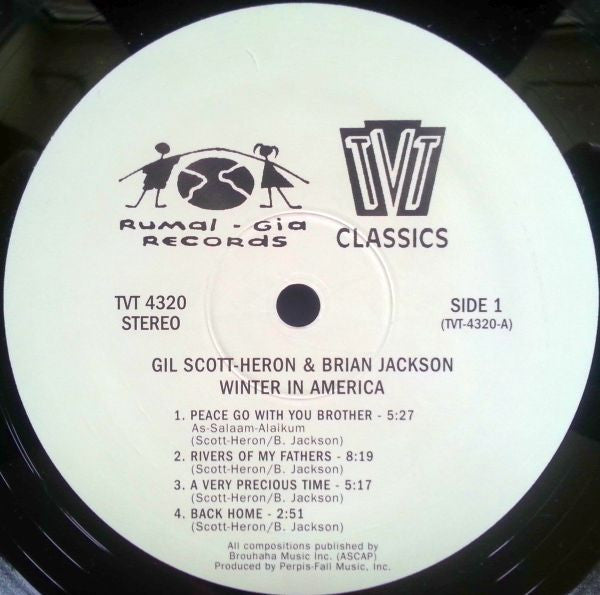 Rumal - Gia
Records
TVT
CLASSICS
TVT 4320
STEREO
SIDE 1
(TVT-4320-A)
GIL SCOTT-HERON & BRIAN JACKSON
WINTER IN AMERICA
1. PEACE GO WITH YOU BROTHER - 5:27
As-Salaam-Alaikum
(Scott-Heron/B. Jackson)
2. RIVERS OF MY FATHERS - 8:19
(Scott-Heron/B. Jackson)
3. A VERY PRECIOUS TIME - 5:17
(Scott-Heron/B. Jackson)
4. BACK HOME - 2:51
(Scott-Heron/B. Jackson)
All compositions published by
Brouhaha Music Inc. (ASCAP)
Produced by Perpis-Fall Music, Inc.